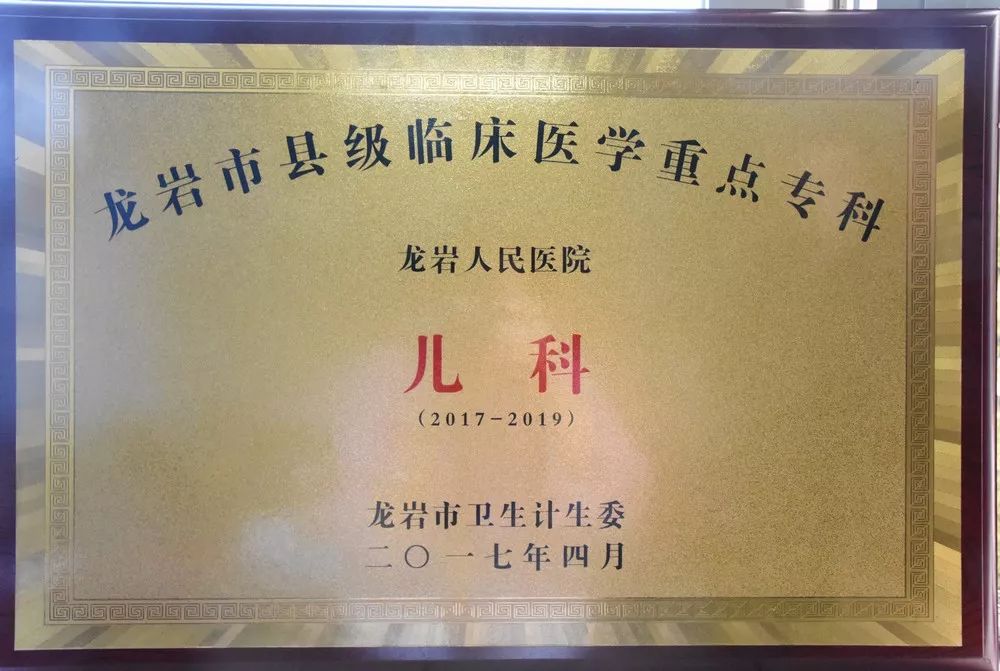 龙岩市县级临床医学重点专科
龙岩人民医院
儿科
（2017-2019）
龙岩市卫生计生委
二〇一七年四月